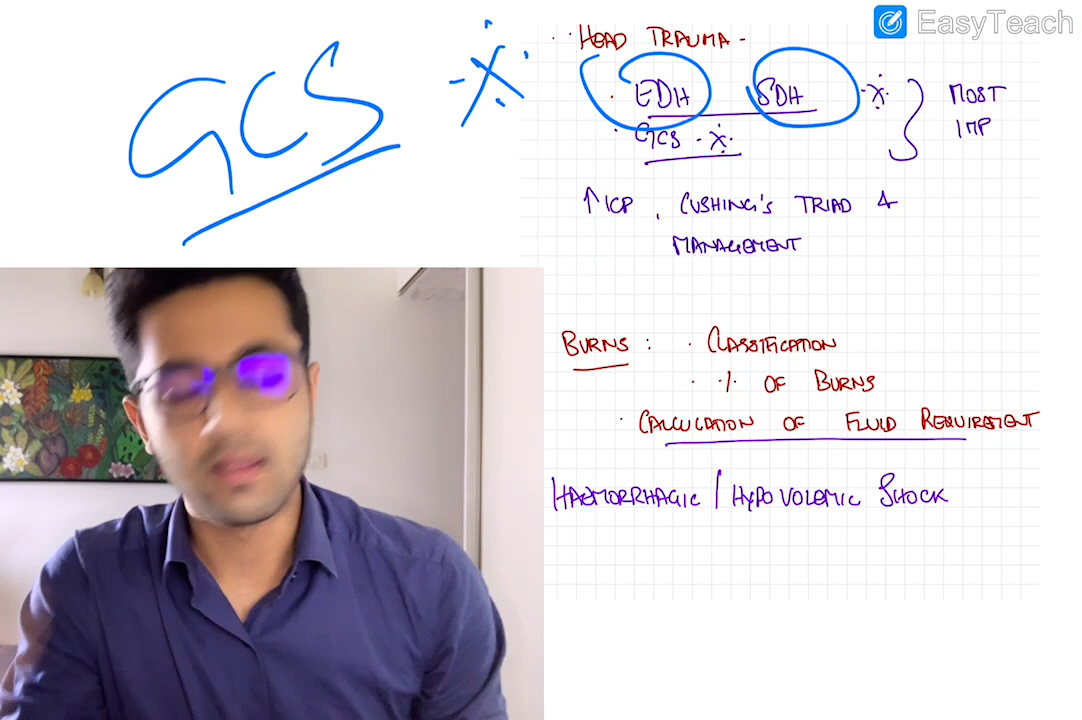 GCS
EasyTeach
HEAD TRAUMA -
· EDH SDH } MOST
· GCS IMP
↑ ICP , CUSHING'S TRIAD &
MANAGEMENT
BURNS : · CLASSIFICATION
· % OF BURNS
· CALCULATION OF FLUID REQUIREMENT
HAEMORRHAGIC / HYPOVOLEMIC SHOCK